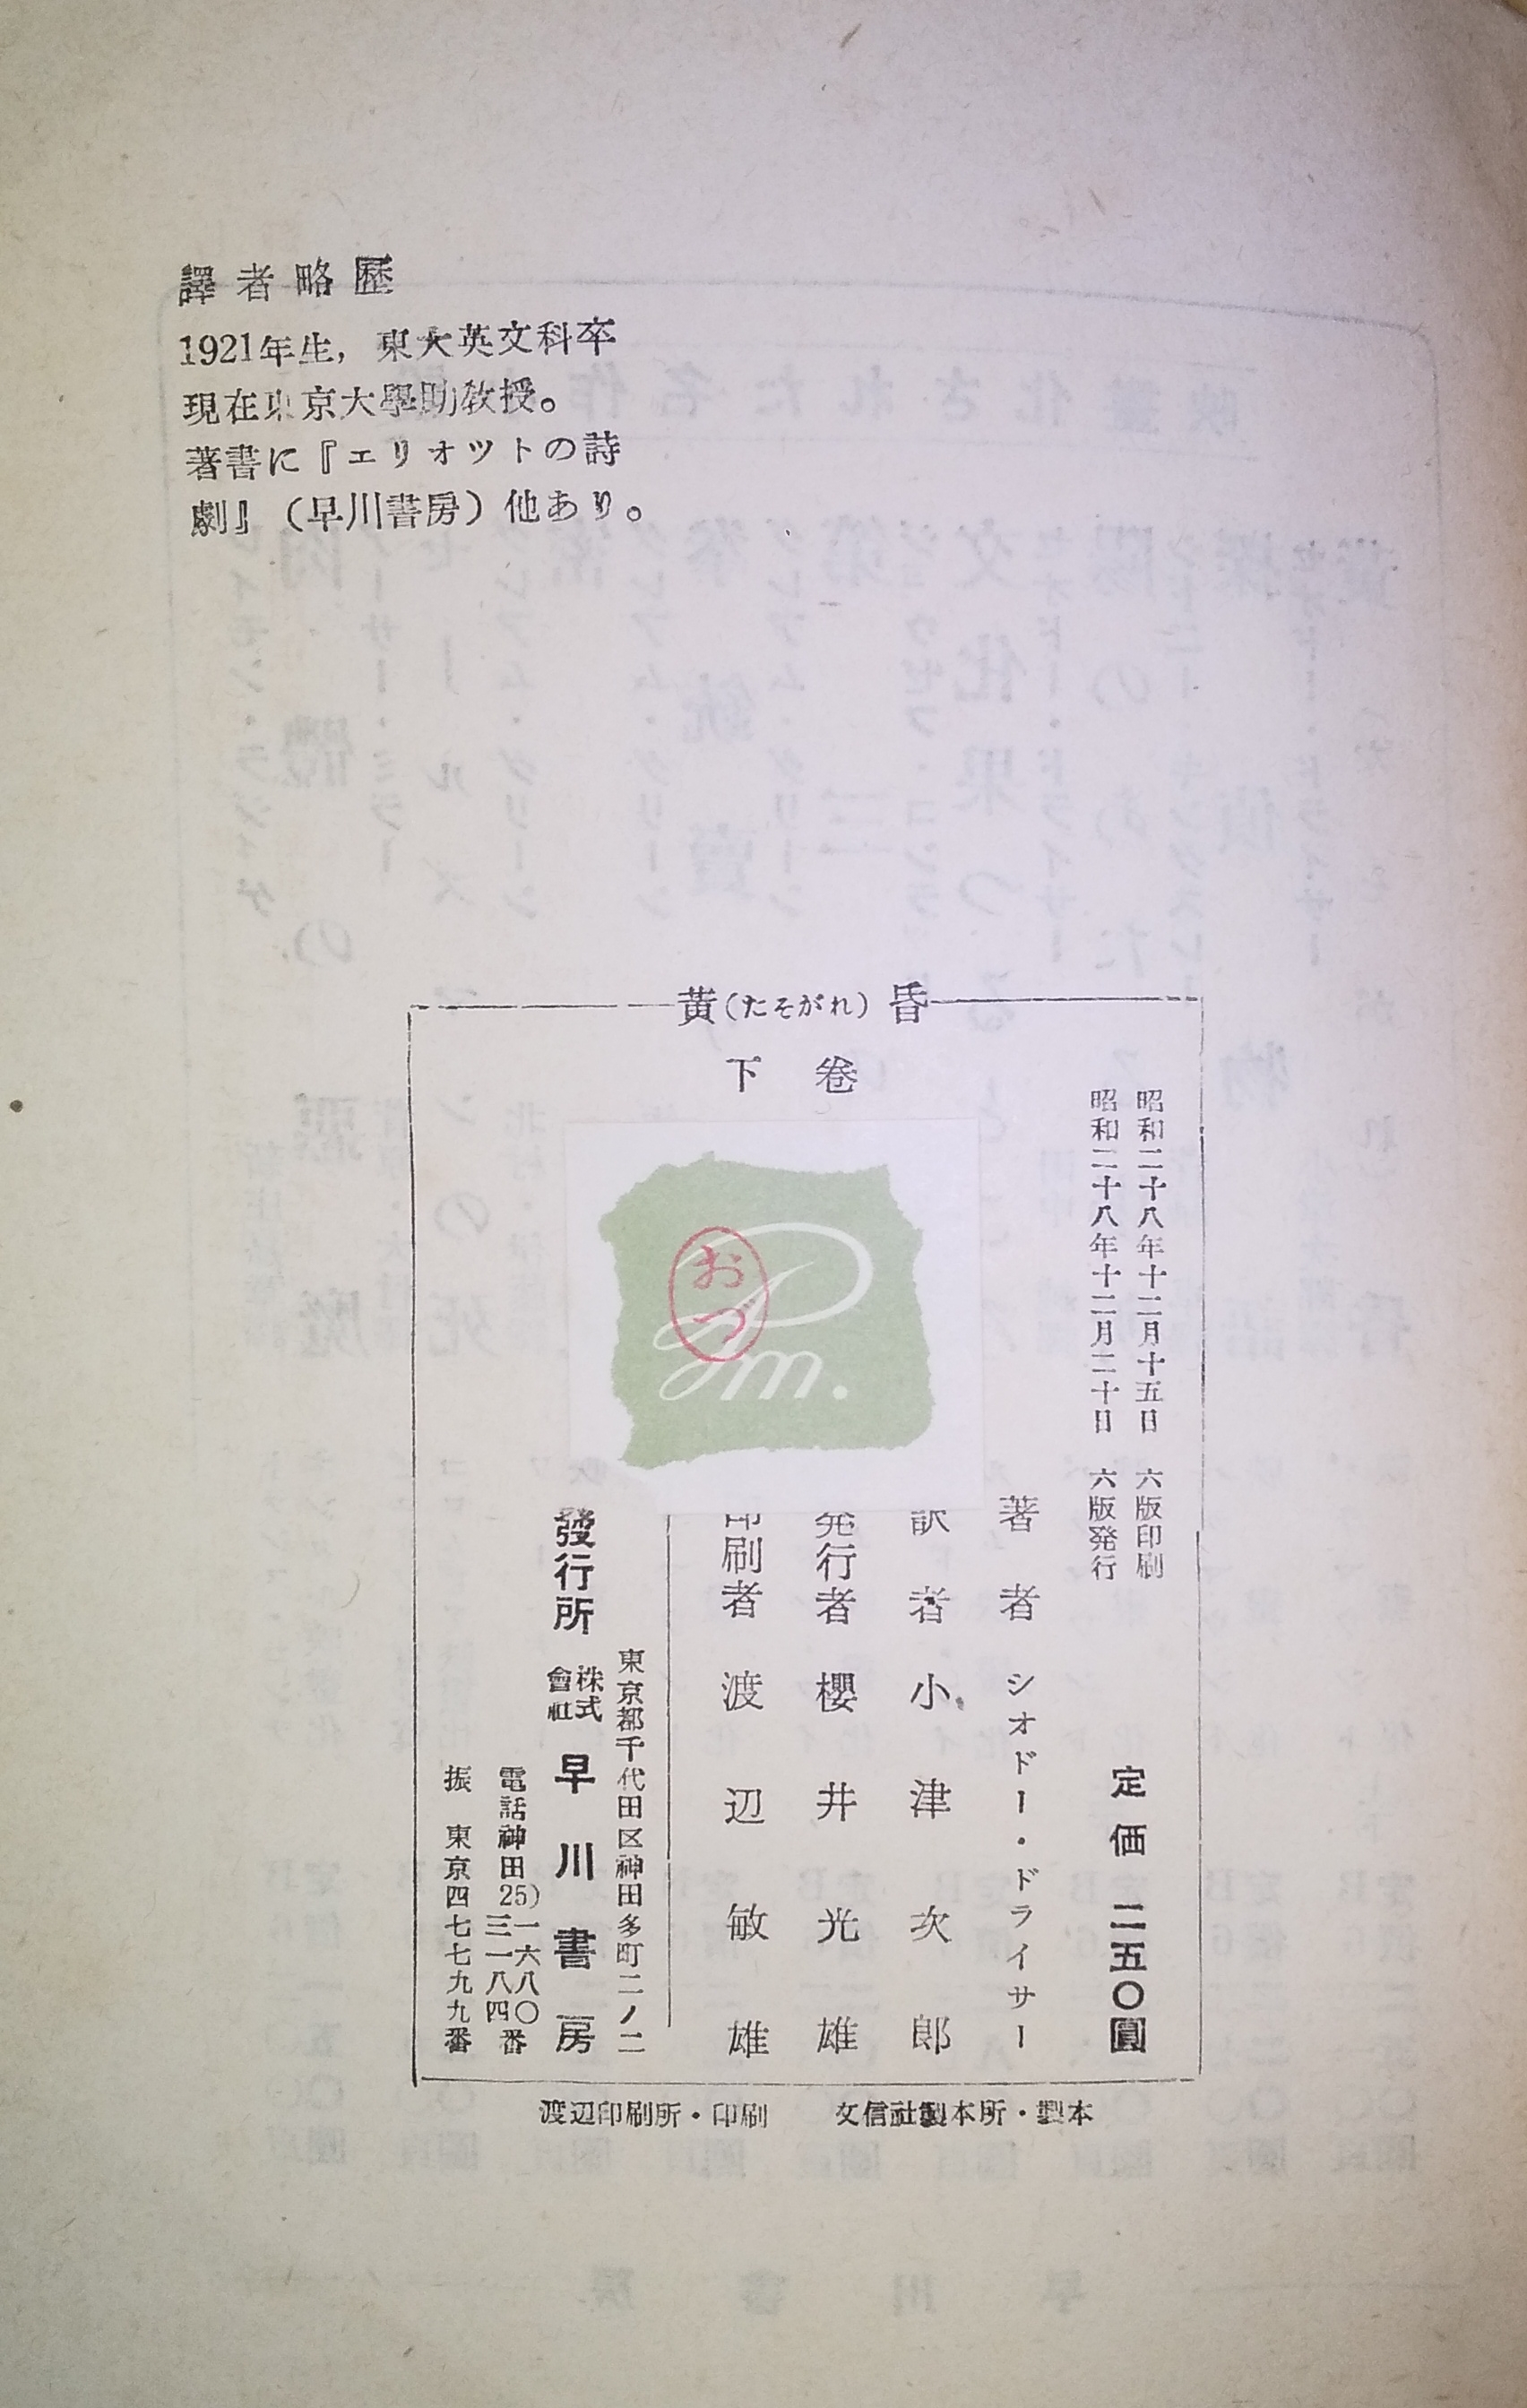 譯者略歷
1921年生，東大英文科卒
現在東京大學助教授。
著書に『エリオツトの詩
劇』（早川書房）他あり。
黄（たそがれ）昏
下卷
昭和二十八年十二月十五日 六版印刷
昭和二十八年十二月二十日 六版発行
定価 二五〇圓
おづ
Pm.
著者 シオドー・ドライサー
訳者 小津次郎
発行者 櫻井光雄
印刷者 渡辺敏雄
東京都千代田区神田多町二ノ二
發行所 株式會社 早川書房
電話神田25)一六八〇 三一八四番
振 東京四七七九九番
渡辺印刷所・印刷 文信社製本所・製本